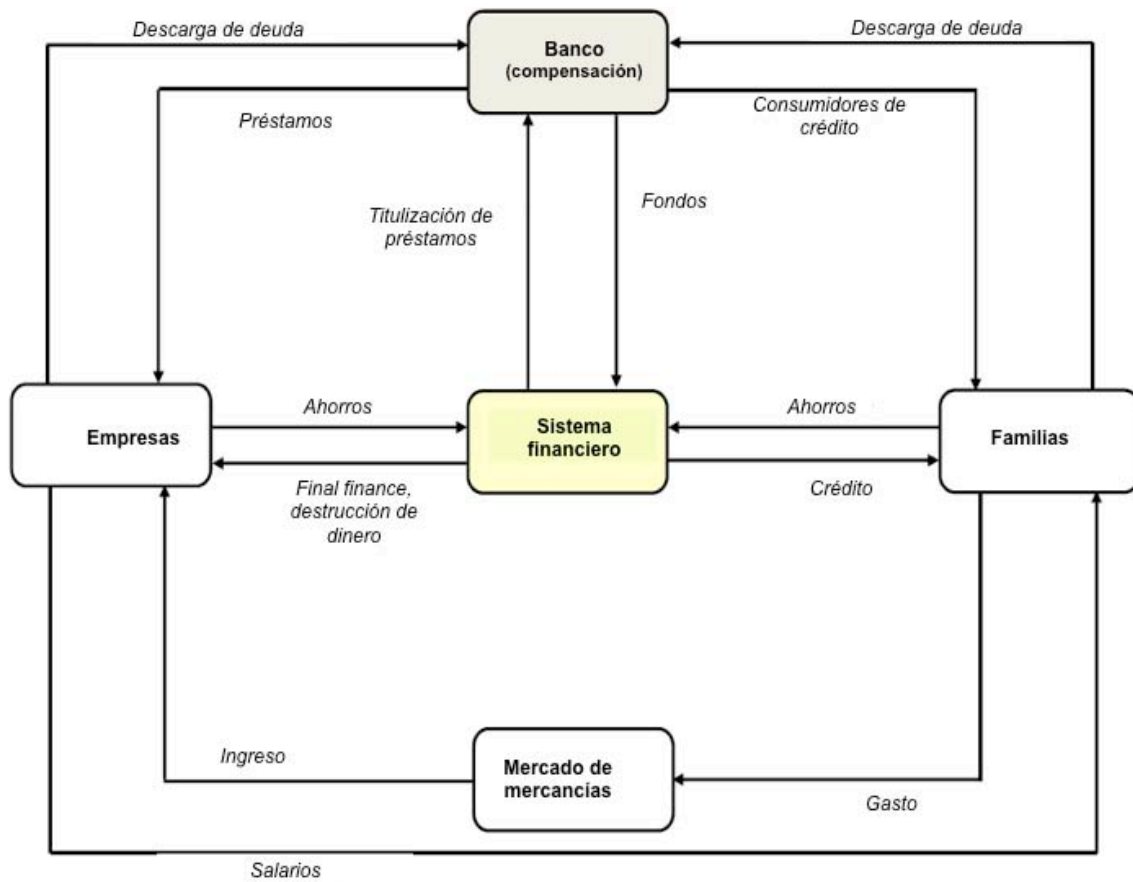 Descarga de deuda
Banco
(compensación)
Descarga de deuda
Préstamos
Consumidores de
crédito
Titulización de
préstamos
Fondos
Empresas
Ahorros
Sistema
financiero
Ahorros
Familias
Final finance,
destrucción de
dinero
Crédito
Ingreso
Mercado de
mercancías
Gasto
Salarios